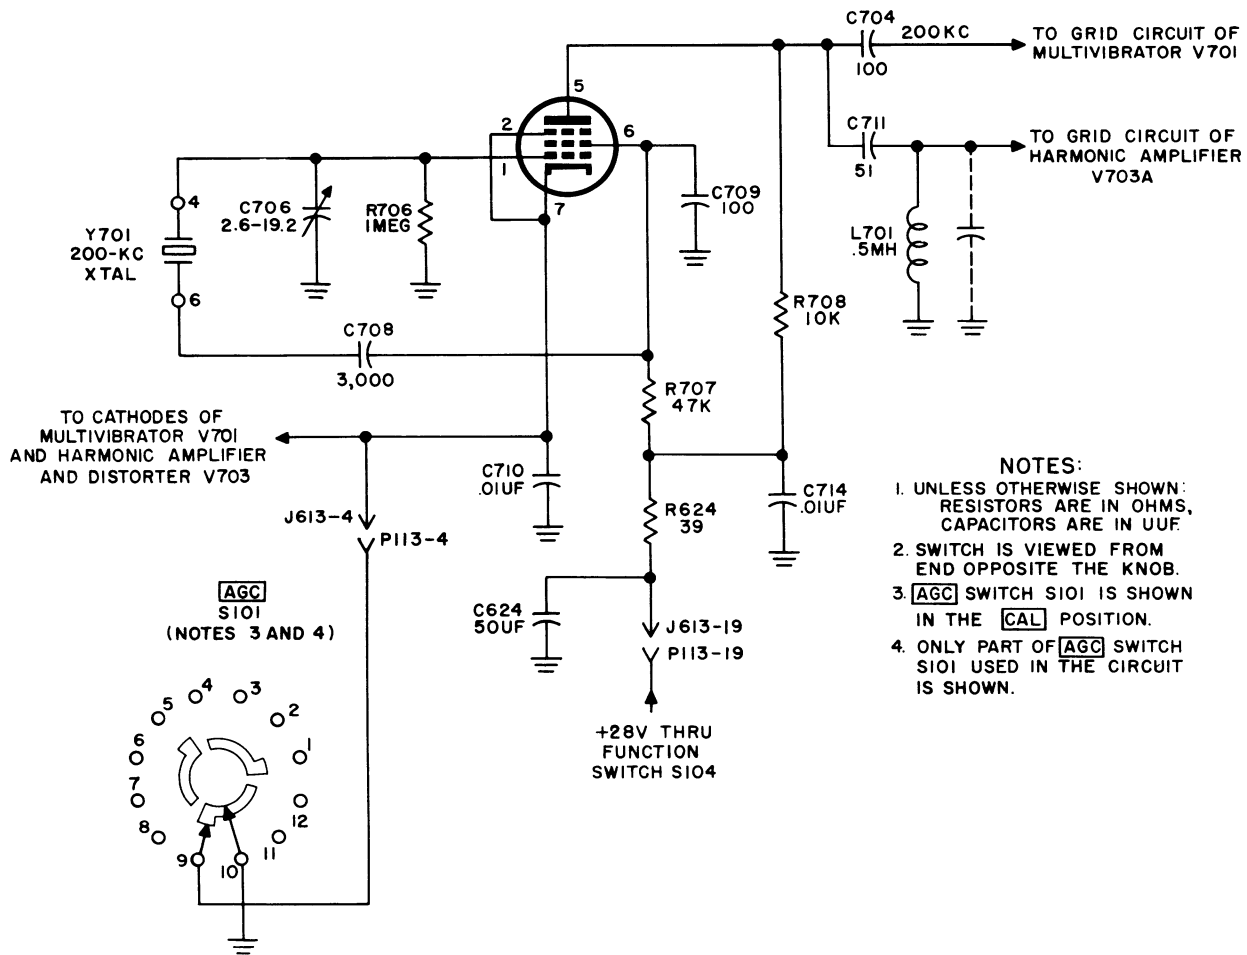 C704
200KC
100
TO GRID CIRCUIT OF
MULTIVIBRATOR V701
5
2
6
1
7
C711
51
TO GRID CIRCUIT OF
HARMONIC AMPLIFIER
V703A
4
Y701
200-KC
XTAL
6
C706
2.6-19.2
R706
1MEG
C709
100
L701
.5MH
R708
10K
C708
3,000
R707
47K
TO CATHODES OF
MULTIVIBRATOR V701
AND HARMONIC AMPLIFIER
AND DISTORTER V703
C710
.01UF
R624
39
C714
.01UF
J613-4
P113-4
C624
50UF
J613-19
P113-19
+28V THRU
FUNCTION
SWITCH S104
AGC
S101
(NOTES 3 AND 4)
4
3
5
2
6
1
7
12
8
11
9
10
NOTES:
1. UNLESS OTHERWISE SHOWN:
RESISTORS ARE IN OHMS,
CAPACITORS ARE IN UUF.
2. SWITCH IS VIEWED FROM
END OPPOSITE THE KNOB.
3. AGC SWITCH S101 IS SHOWN
IN THE CAL POSITION.
4. ONLY PART OF AGC SWITCH
S101 USED IN THE CIRCUIT
IS SHOWN.